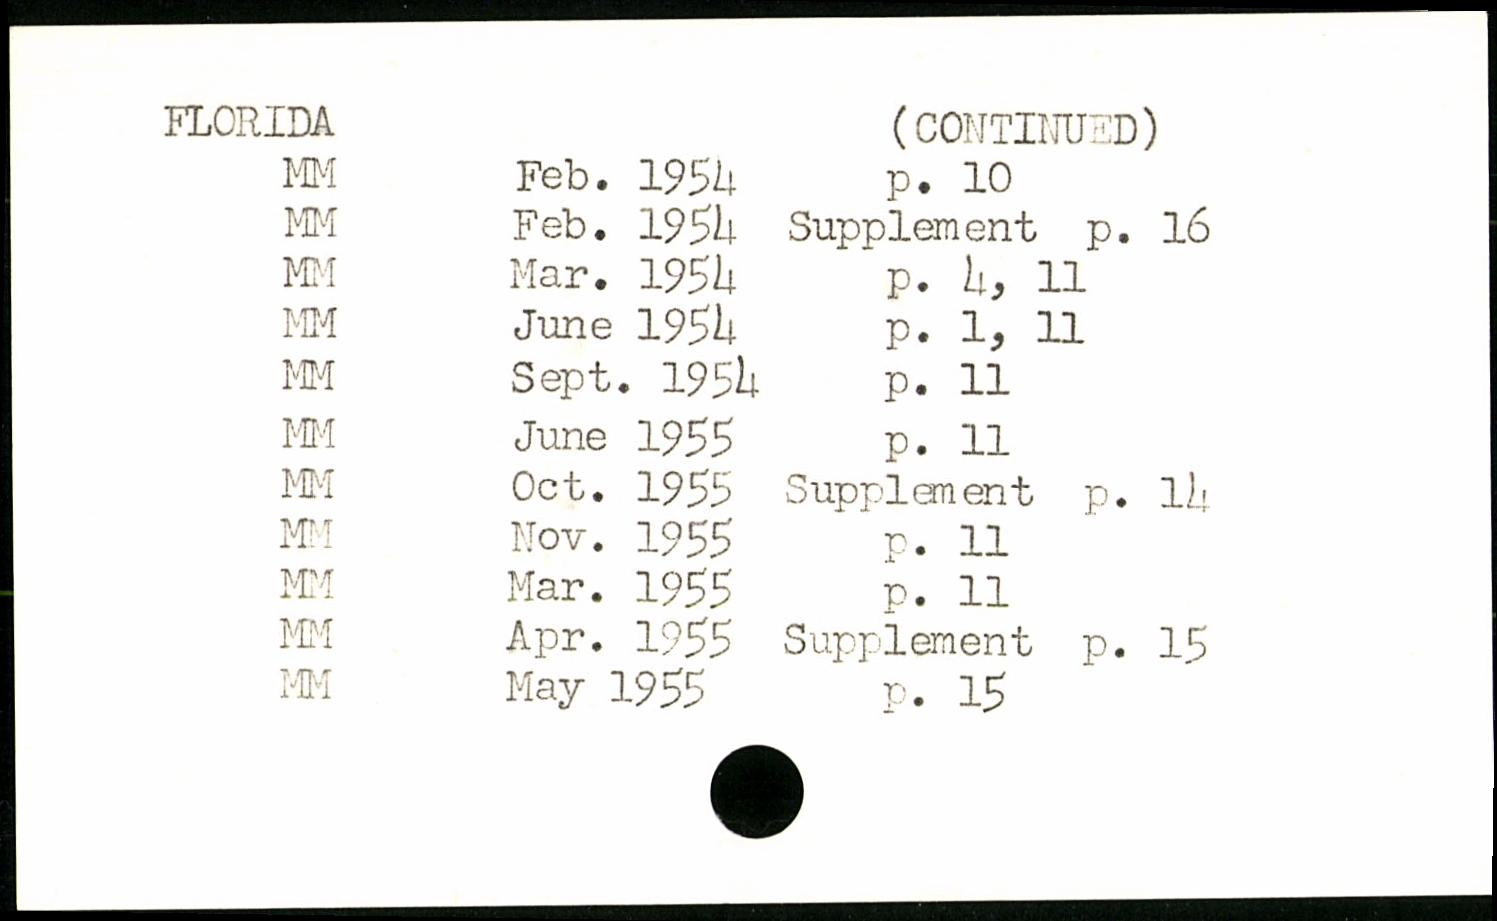 FLORIDA (CONTINUED)
MM Feb. 1954 p. 10
MM Feb. 1954 Supplement p. 16
MM Mar. 1954 p. 4, 11
MM June 1954 p. 1, 11
MM Sept. 1954 p. 11
MM June 1955 p. 11
MM Oct. 1955 Supplement p. 14
MM Nov. 1955 p. 11
MM Mar. 1955 p. 11
MM Apr. 1955 Supplement p. 15
MM May 1955 p. 15